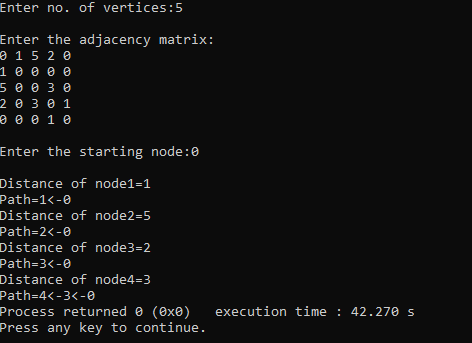 Enter no. of vertices:5
Enter the adjacency matrix:
0 1 5 2 0
1 0 0 0 0
5 0 0 3 0
2 0 3 0 1
0 0 0 1 0
Enter the starting node:0
Distance of node1=1
Path=1<-0
Distance of node2=5
Path=2<-0
Distance of node3=2
Path=3<-0
Distance of node4=3
Path=4<-3<-0
Process returned 0 (0x0)   execution time : 42.270 s
Press any key to continue.